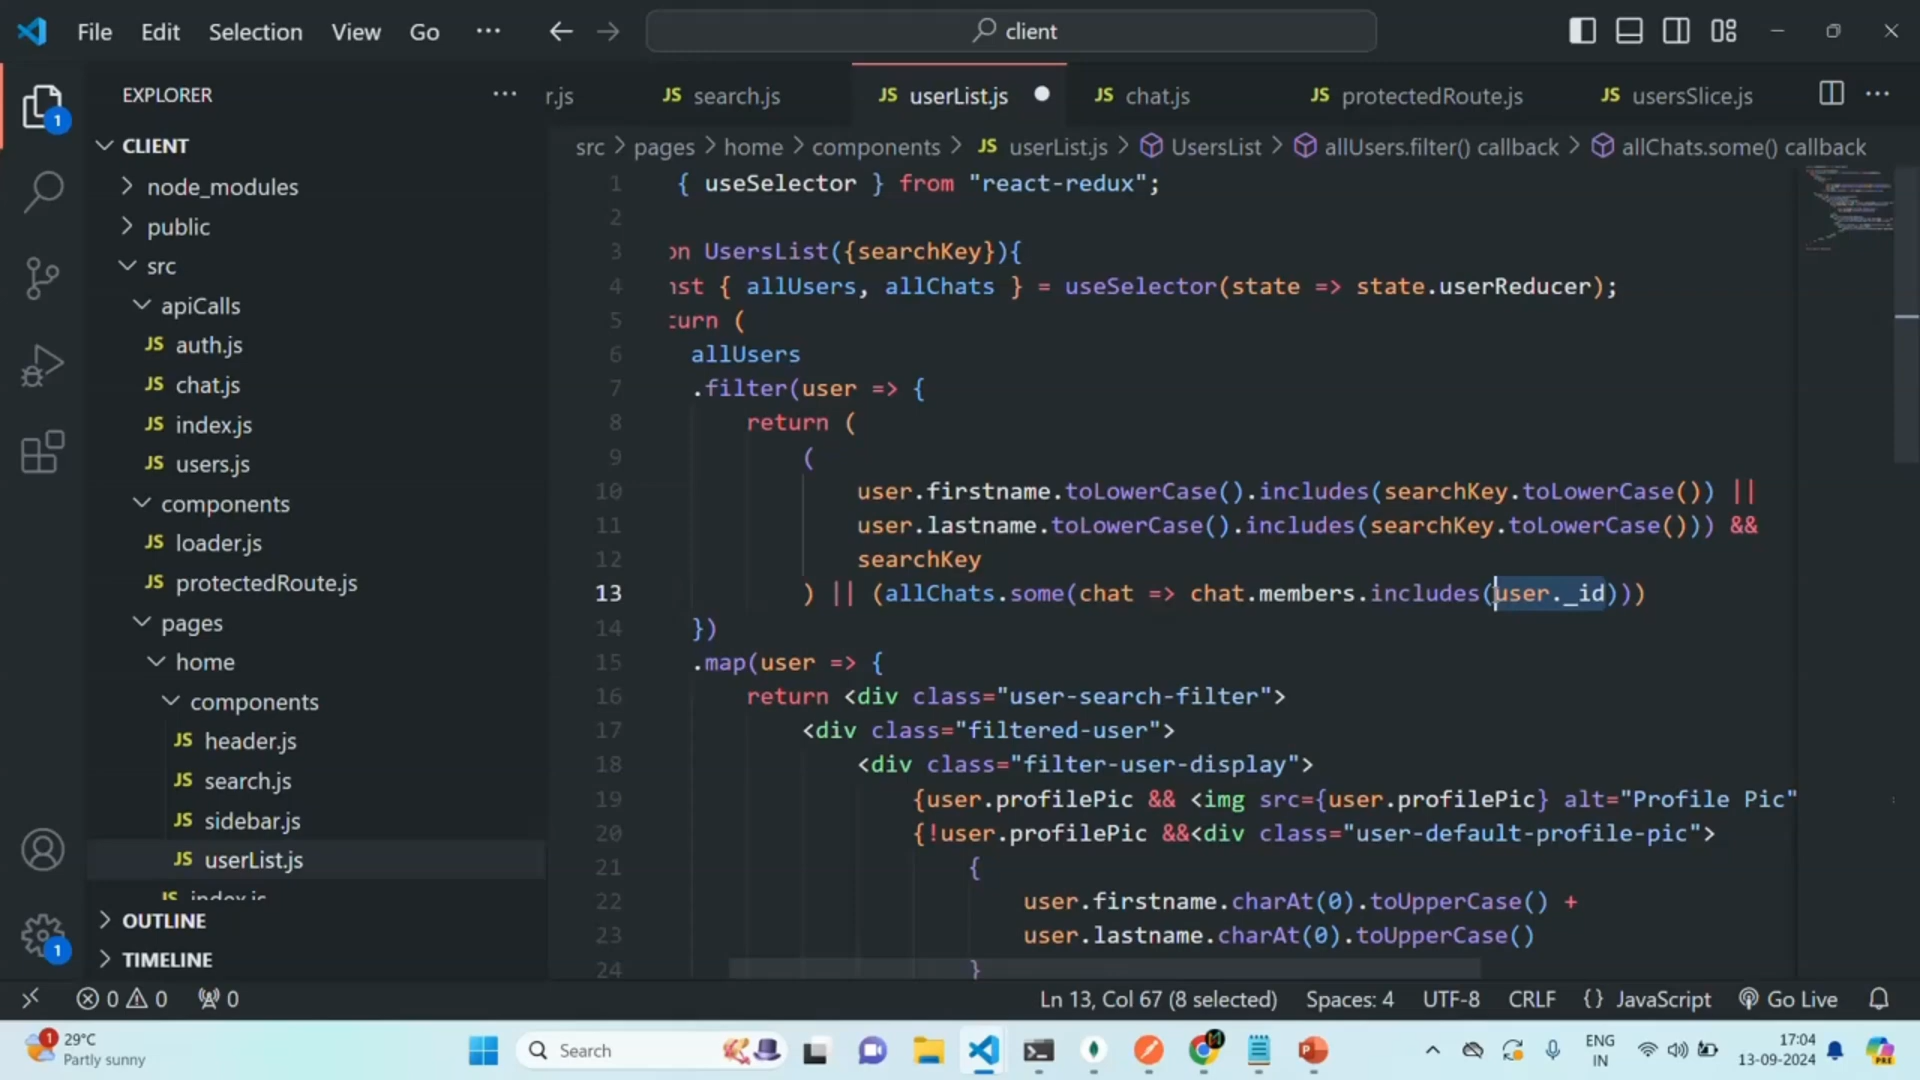 File Edit Selection View Go ··· client
EXPLORER ···
r.js
JS search.js
JS userList.js
JS chat.js
JS protectedRoute.js
JS usersSlice.js
···
src > pages > home > components > JS userList.js > UsersList > allUsers.filter() callback > allChats.some() callback
CLIENT
node_modules
public
src
apiCalls
JS auth.js
JS chat.js
JS index.js
JS users.js
components
JS loader.js
JS protectedRoute.js
pages
home
components
JS header.js
JS search.js
JS sidebar.js
JS userList.js
JS index.js
OUTLINE
TIMELINE
1 { useSelector } from "react-redux";
2
3 on UsersList({searchKey}){
4 nst { allUsers, allChats } = useSelector(state => state.userReducer);
5 turn (
6 allUsers
7 .filter(user => {
8 return (
9 (
10 user.firstname.toLowerCase().includes(searchKey.toLowerCase()) ||
11 user.lastname.toLowerCase().includes(searchKey.toLowerCase())) &&
12 searchKey
13 ) || (allChats.some(chat => chat.members.includes(user._id)))
14 })
15 .map(user => {
16 return <div class="user-search-filter">
17 <div class="filtered-user">
18 <div class="filter-user-display">
19 {user.profilePic && <img src={user.profilePic} alt="Profile Pic"
20 {!user.profilePic &&<div class="user-default-profile-pic">
21 {
22 user.firstname.charAt(0).toUpperCase() +
23 user.lastname.charAt(0).toUpperCase()
24 }
1
1
0 0 0 Ln 13, Col 67 (8 selected) Spaces: 4 UTF-8 CRLF {} JavaScript Go Live
1
29°C
Partly sunny
Search
ENG
IN
17:04
13-09-2024
PRE